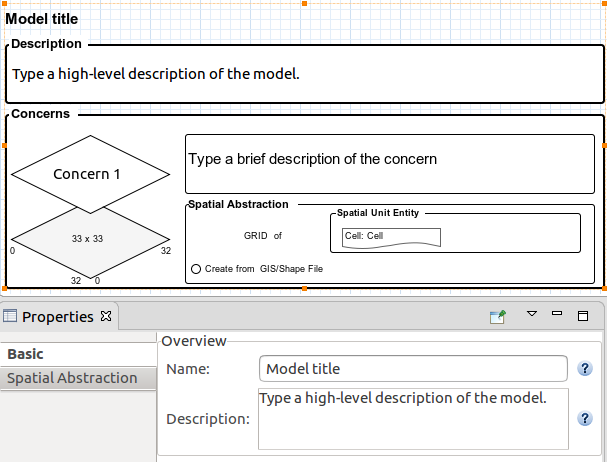 Model title
Description
Type a high-level description of the model.
Concerns
Concern 1
Type a brief description of the concern
Spatial Abstraction
Spatial Unit Entity
33 x 33
GRID of
Cell: Cell
0
32
Create from GIS/Shape File
32 0
Properties
Basic
Spatial Abstraction
Overview
Name:
Model title
?
Description:
Type a high-level description of the model.
?